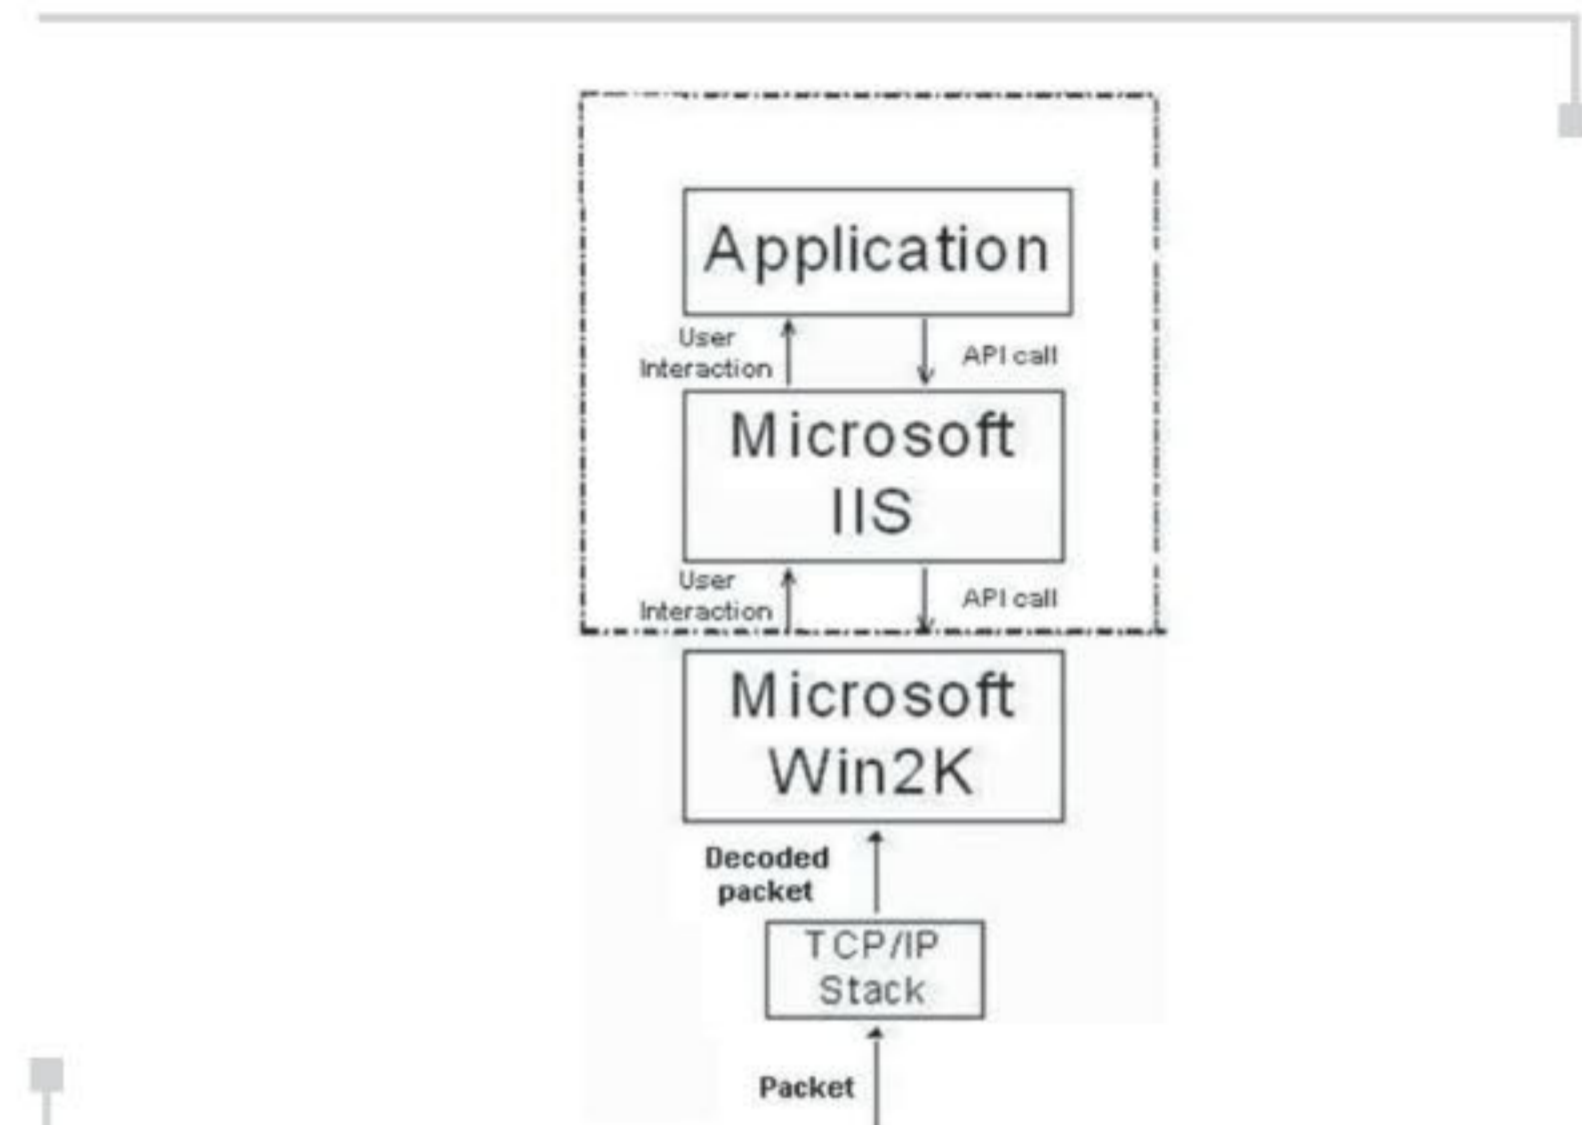 Application
User
Interaction
API call
Microsoft
IIS
User
Interaction
API call
Microsoft
Win2K
Decoded
packet
TCP/IP
Stack
Packet